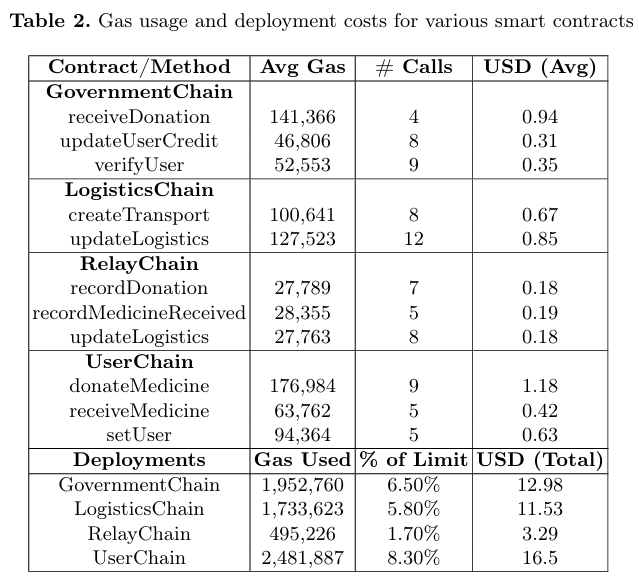 Table 2. Gas usage and deployment costs for various smart contracts
Contract/Method Avg Gas # Calls USD (Avg)
GovernmentChain
receiveDonation 141,366 4 0.94
updateUserCredit 46,806 8 0.31
verifyUser 52,553 9 0.35
LogisticsChain
createTransport 100,641 8 0.67
updateLogistics 127,523 12 0.85
RelayChain
recordDonation 27,789 7 0.18
recordMedicineReceived 28,355 5 0.19
updateLogistics 27,763 8 0.18
UserChain
donateMedicine 176,984 9 1.18
receiveMedicine 63,762 5 0.42
setUser 94,364 5 0.63
Deployments Gas Used % of Limit USD (Total)
GovernmentChain 1,952,760 6.50% 12.98
LogisticsChain 1,733,623 5.80% 11.53
RelayChain 495,226 1.70% 3.29
UserChain 2,481,887 8.30% 16.5